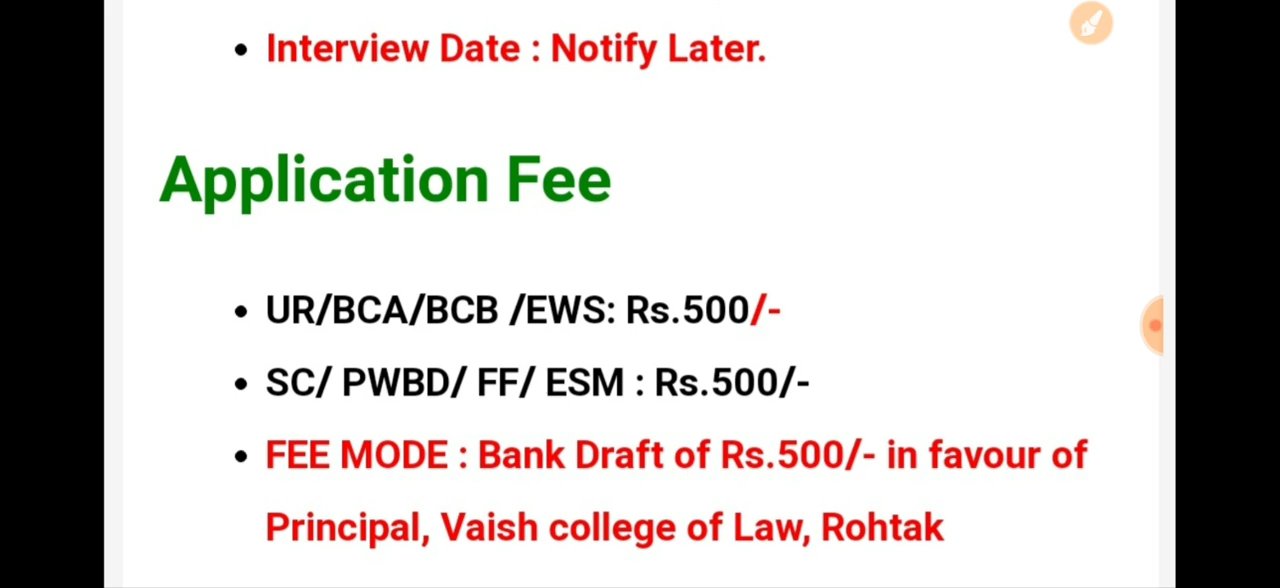 Interview Date : Notify Later.
Application Fee
UR/BCA/BCB /EWS: Rs.500/-
SC/ PWBD/ FF/ ESM : Rs.500/-
FEE MODE : Bank Draft of Rs.500/- in favour of
Principal, Vaish college of Law, Rohtak